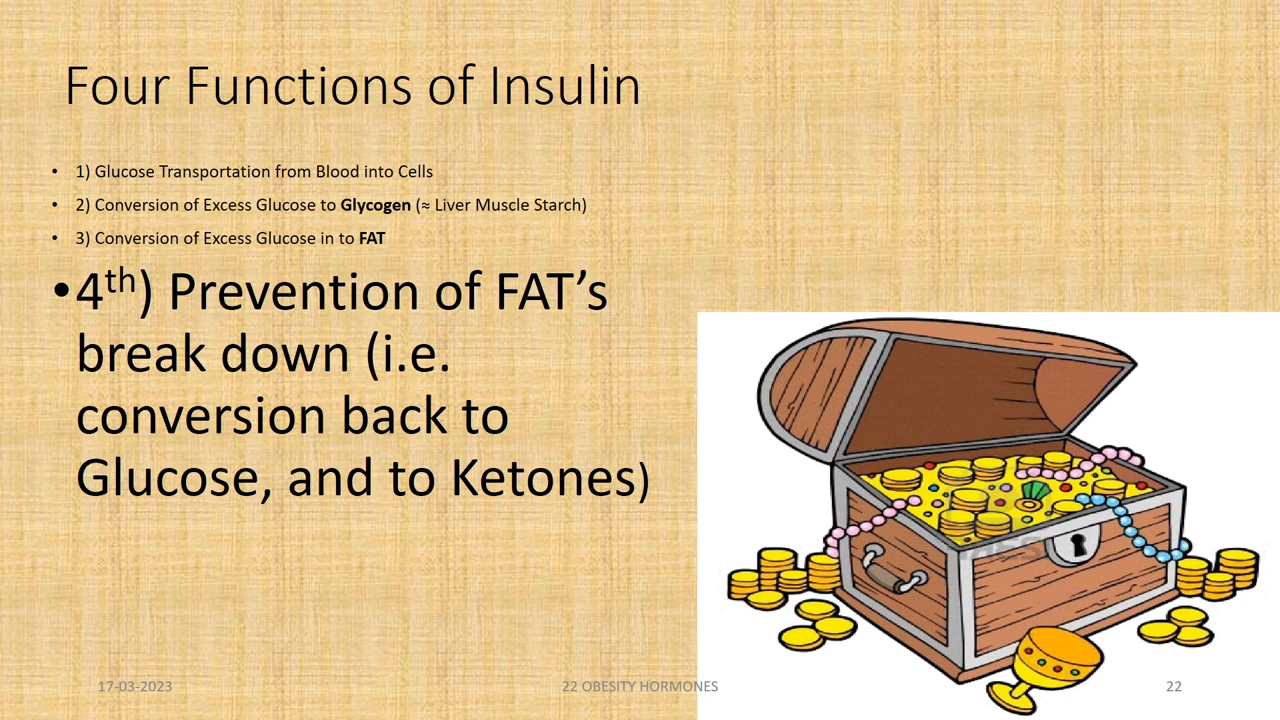 Four Functions of Insulin
• 1) Glucose Transportation from Blood into Cells
• 2) Conversion of Excess Glucose to Glycogen (≈ Liver Muscle Starch)
• 3) Conversion of Excess Glucose in to FAT
•4th) Prevention of FAT’s
break down (i.e.
conversion back to
Glucose, and to Ketones)
17-03-2023
22 OBESITY HORMONES
22